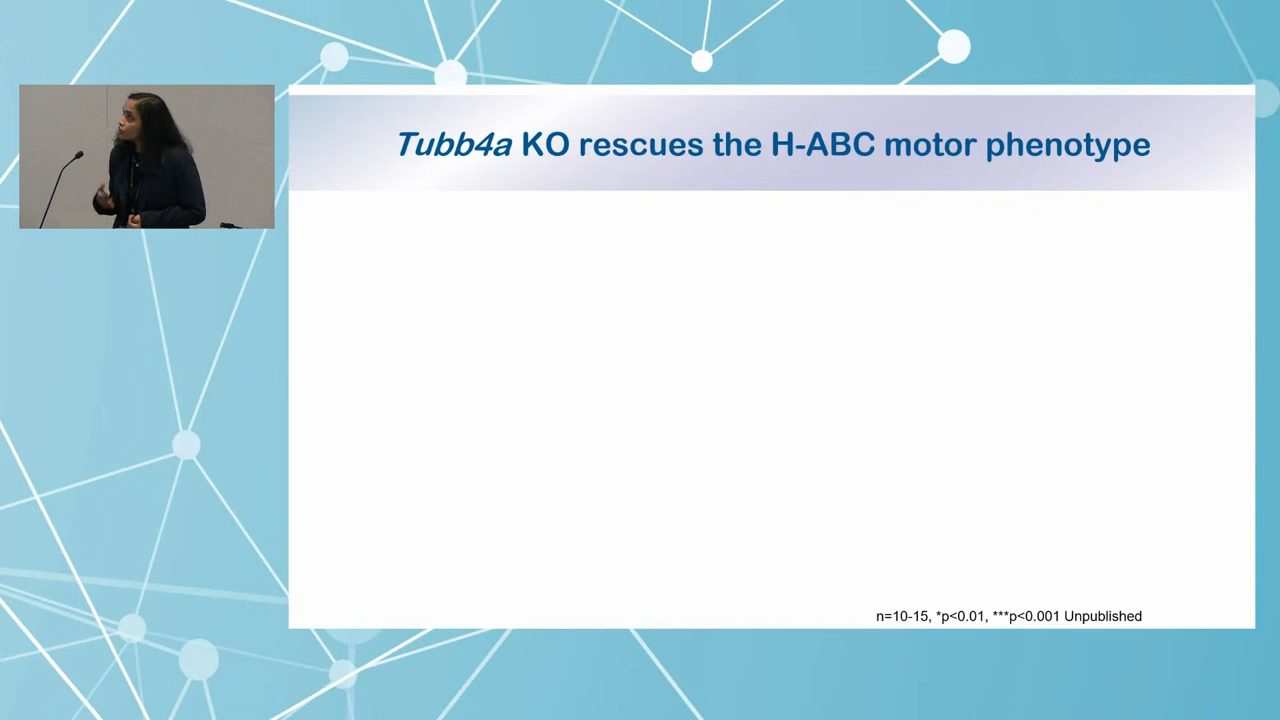 Tubb4a KO rescues the H-ABC motor phenotype
n=10-15, *p<0.01, ***p<0.001 Unpublished